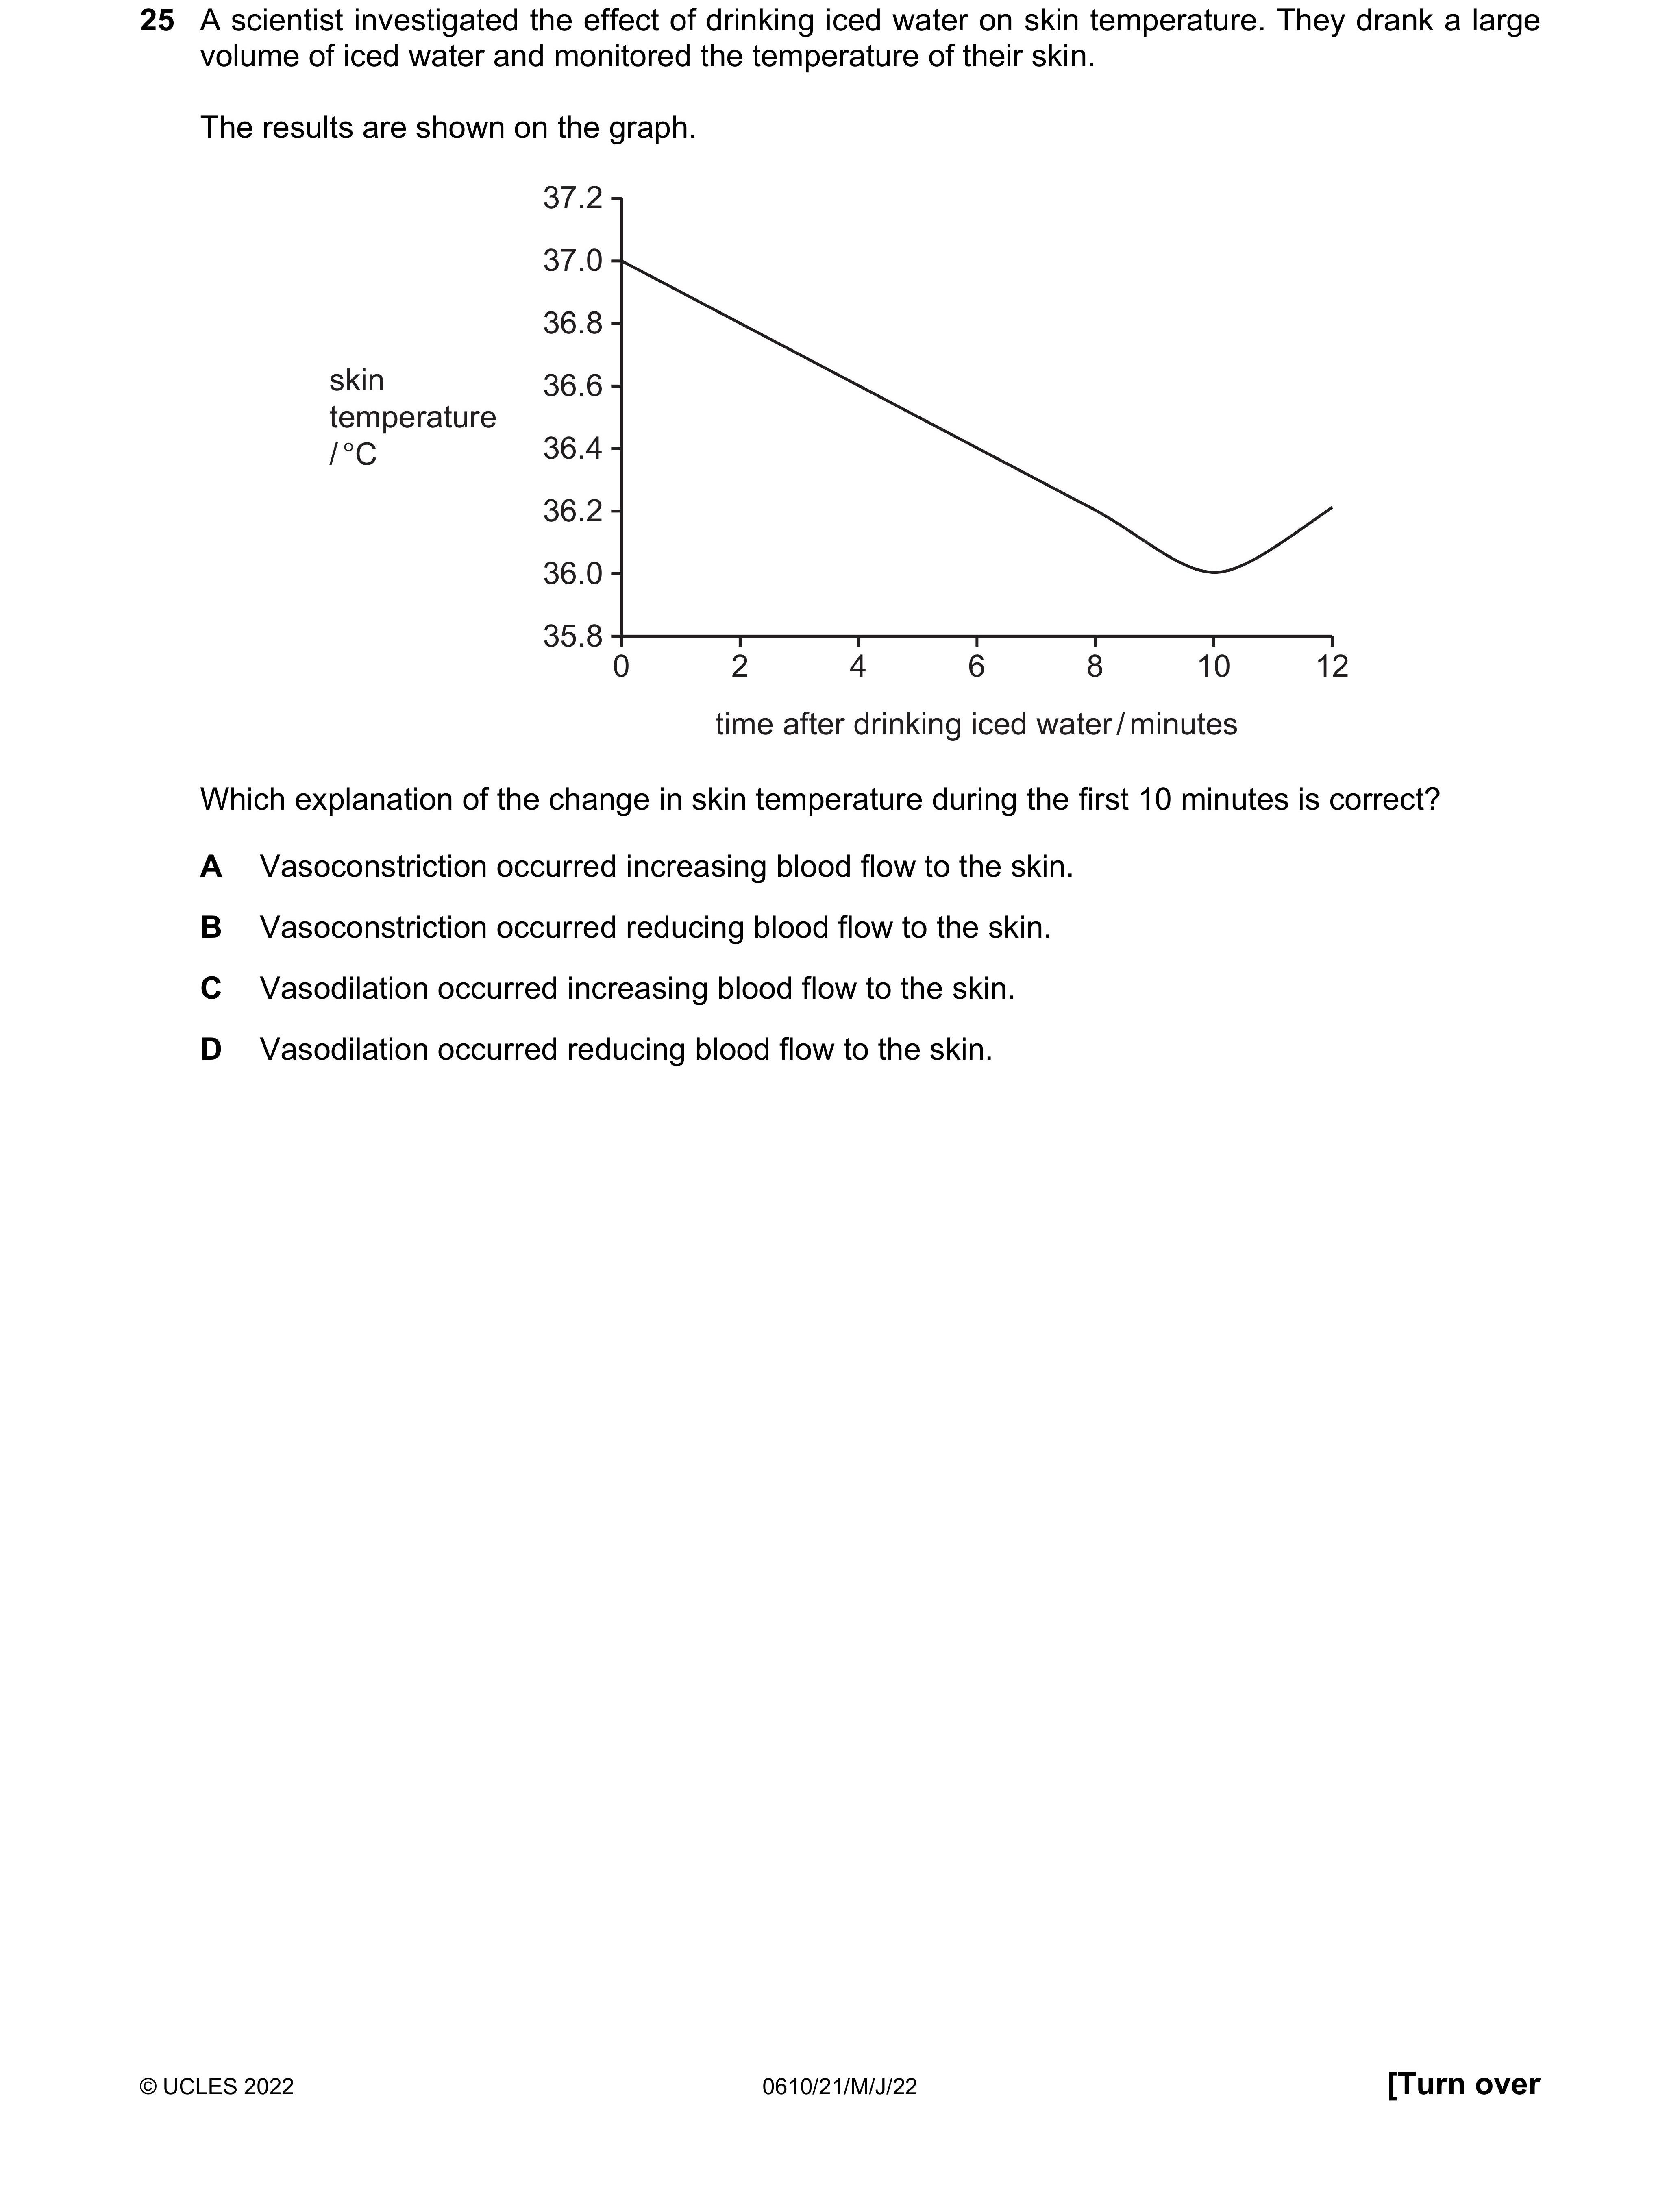 25 A scientist investigated the effect of drinking iced water on skin temperature. They drank a large
volume of iced water and monitored the temperature of their skin.
The results are shown on the graph.
37.2
37.0
36.8
36.6
36.4
36.2
36.0
35.8
skin
temperature
/ °C
0 2 4 6 8 10 12
time after drinking iced water / minutes
Which explanation of the change in skin temperature during the first 10 minutes is correct?
A Vasoconstriction occurred increasing blood flow to the skin.
B Vasoconstriction occurred reducing blood flow to the skin.
C Vasodilation occurred increasing blood flow to the skin.
D Vasodilation occurred reducing blood flow to the skin.
© UCLES 2022 0610/21/M/J/22 [Turn over